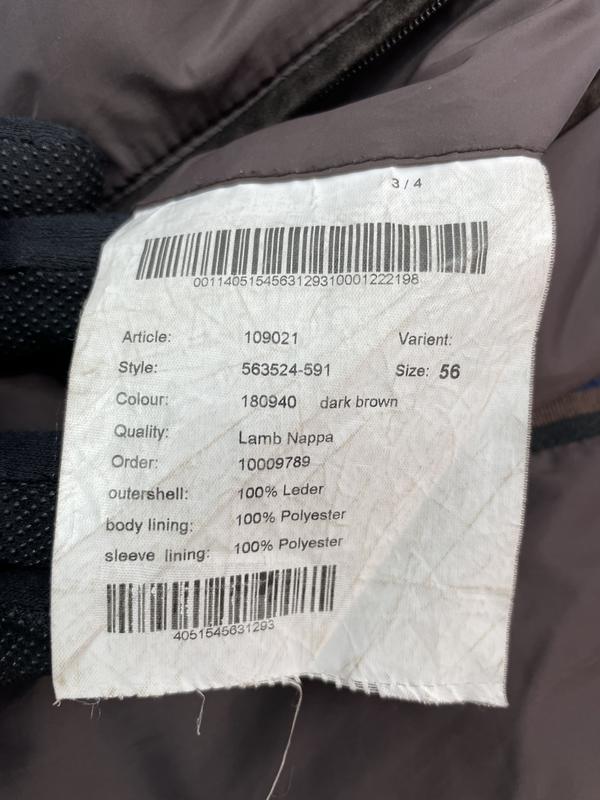 3 / 4
0011405154563129310001222198
Article: 109021 Varient:
Style: 563524-591 Size: 56
Colour: 180940 dark brown
Quality: Lamb Nappa
Order: 10009789
outershell: 100% Leder
body lining: 100% Polyester
sleeve lining: 100% Polyester
4051545631293